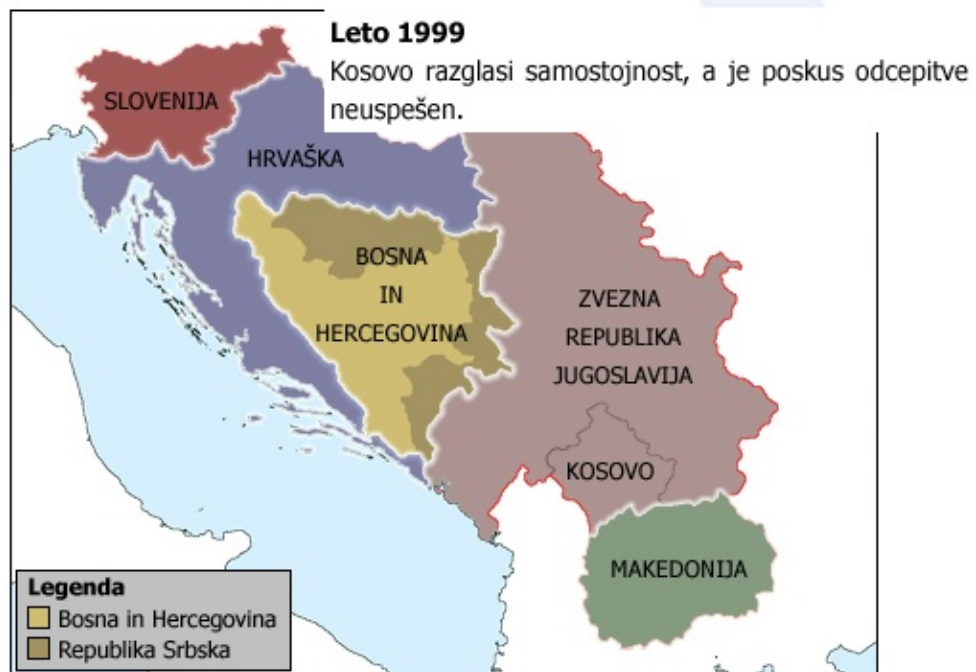 Leto 1999
Kosovo razglasi samostojnost, a je poskus odcepitve
neuspešen.
SLOVENIJA
HRVAŠKA
BOSNA
IN
HERCEGOVINA
ZVEZNA
REPUBLIKA
JUGOSLAVIJA
KOSOVO
MAKEDONIJA
Legenda
Bosna in Hercegovina
Republika Srbska